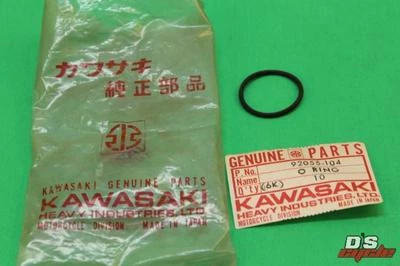 カワサキ
純正部品
KAWASAKI GENUINE PARTS
KAWASAKI
HEAVY INDUSTRIES, LTD.
MOTORCYCLE DIVISION MADE IN JAPAN
GENUINE PARTS
P. No. 92055-104
Name O RING
Q'ty (6K) 10
KAWASAKI
HEAVY INDUSTRIES, LTD.
MOTORCYCLE DIVISION MADE IN JAPAN
D's
cycle